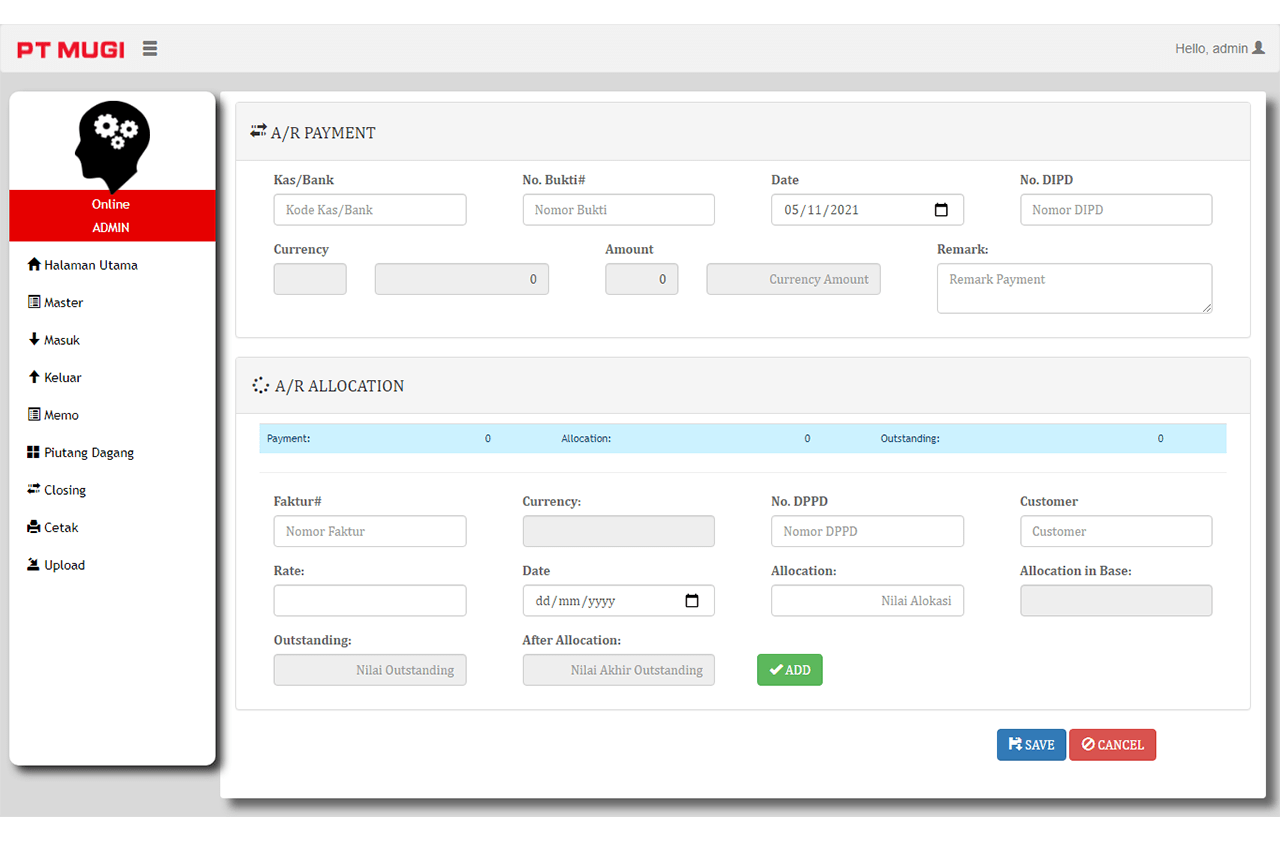 PT MUGI
Hello, admin
Online
ADMIN
Halaman Utama
Master
Masuk
Keluar
Memo
Piutang Dagang
Closing
Cetak
Upload
A/R PAYMENT
Kas/Bank No. Bukti# Date No. DIPD
Kode Kas/Bank Nomor Bukti 05/11/2021 Nomor DIPD
Currency Amount Remark:
0 0 Currency Amount Remark Payment
A/R ALLOCATION
Payment: 0 Allocation: 0 Outstanding: 0
Faktur# Currency: No. DPPD Customer
Nomor Faktur Nomor DPPD Customer
Rate: Date Allocation: Allocation in Base:
dd/mm/yyyy Nilai Alokasi
Outstanding: After Allocation:
Nilai Outstanding Nilai Akhir Outstanding ADD
SAVE CANCEL